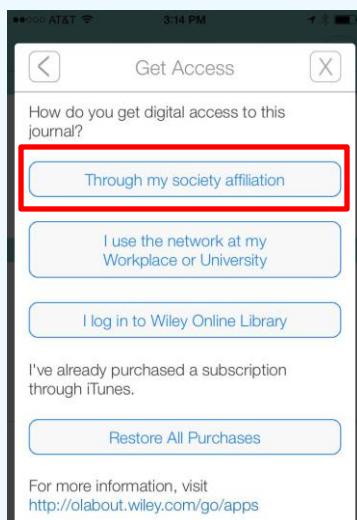 AT&T 3:14 PM
Get Access X
How do you get digital access to this
journal?
Through my society affiliation
I use the network at my
Workplace or University
I log in to Wiley Online Library
I've already purchased a subscription
through iTunes.
Restore All Purchases
For more information, visit
http://olabout.wiley.com/go/apps